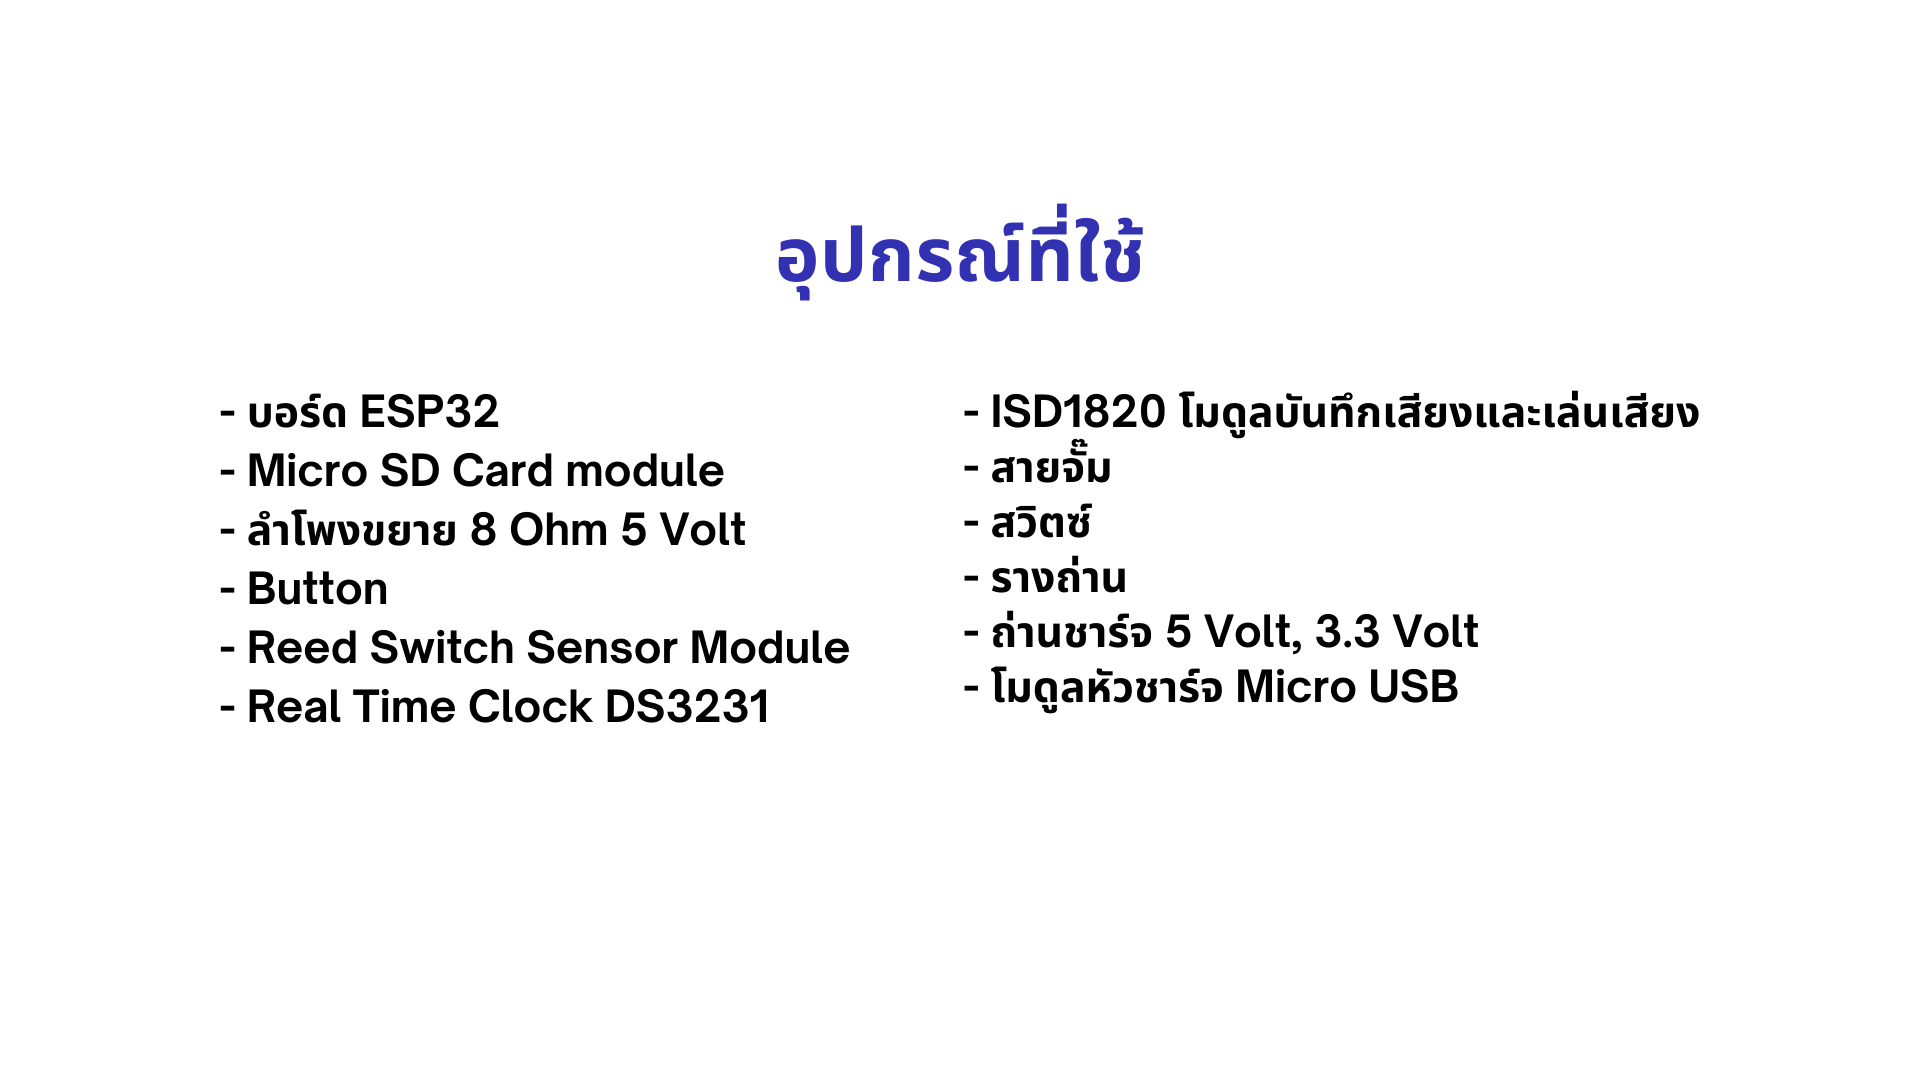 อุปกรณ์ที่ใช้
- บอร์ด ESP32
- Micro SD Card module
- ลำโพงขยาย 8 Ohm 5 Volt
- Button
- Reed Switch Sensor Module
- Real Time Clock DS3231
- ISD1820 โมดูลบันทึกเสียงและเล่นเสียง
- สายจั๊ม
- สวิตซ์
- รางถ่าน
- ถ่านชาร์จ 5 Volt, 3.3 Volt
- โมดูลหัวชาร์จ Micro USB